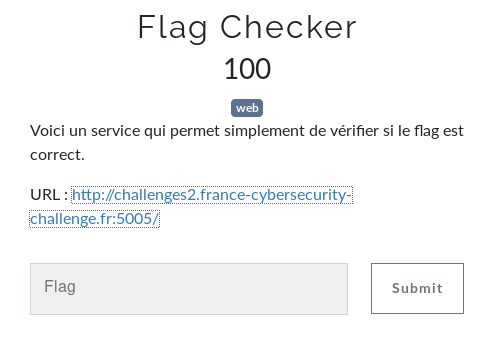 Flag Checker
100
web
Voici un service qui permet simplement de vérifier si le flag est
correct.
URL : http://challenges2.france-cybersecurity-
challenge.fr:5005/
Flag
Submit